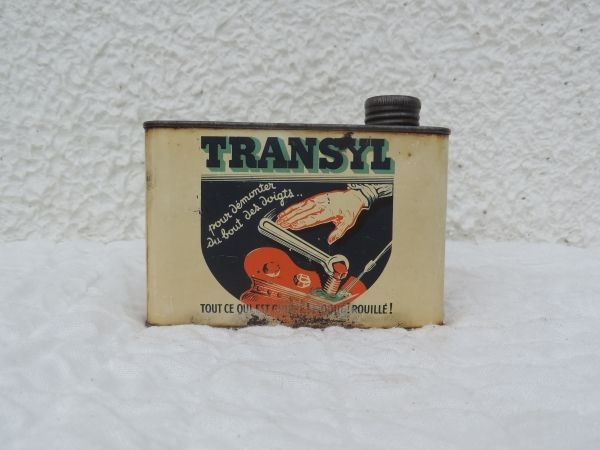 TRANSYL
pour démonter
du bout des doigts..
TOUT CE QUI EST ROUILLÉ!